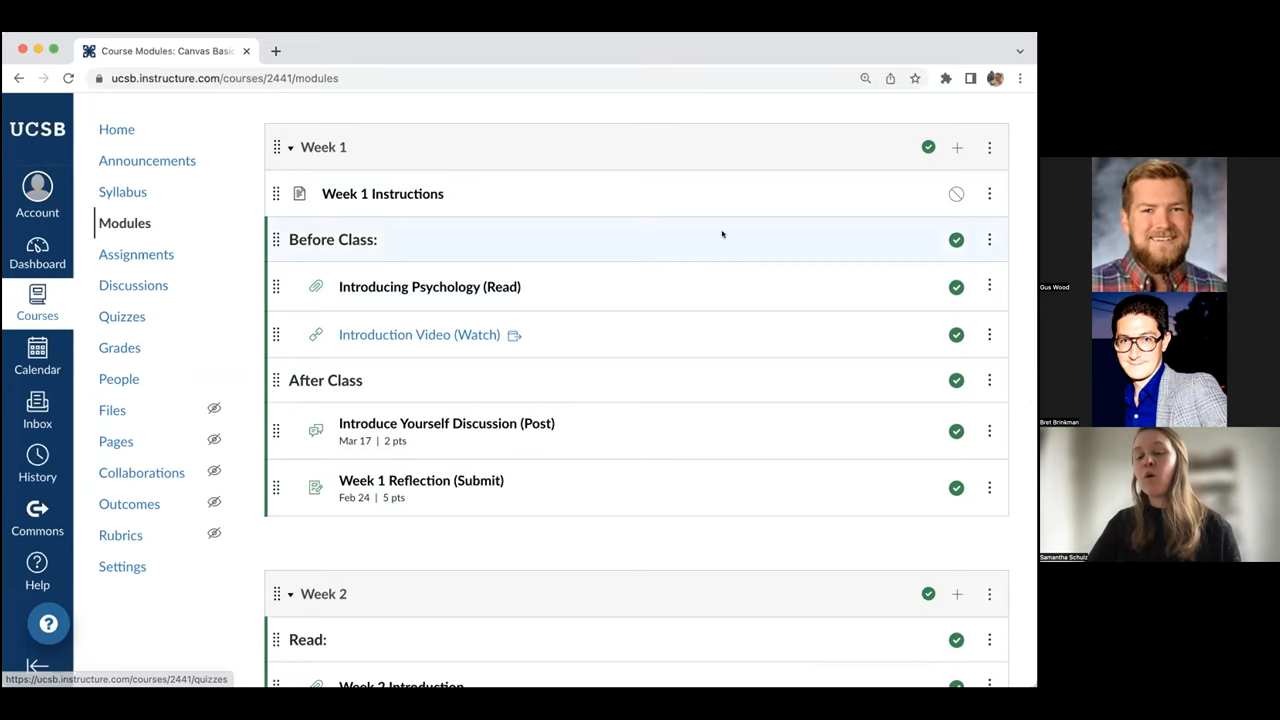 Course Modules: Canvas Basic
ucsb.instructure.com/courses/2441/modules
UCSB
Account
Dashboard
Courses
Calendar
Inbox
History
Commons
Help
Home
Announcements
Syllabus
Modules
Assignments
Discussions
Quizzes
Grades
People
Files
Pages
Collaborations
Outcomes
Rubrics
Settings
Week 1
Week 1 Instructions
Before Class:
Introducing Psychology (Read)
Introduction Video (Watch)
After Class
Introduce Yourself Discussion (Post)
Mar 17 | 2 pts
Week 1 Reflection (Submit)
Feb 24 | 5 pts
Week 2
Read:
Week 2 Introduction
https://ucsb.instructure.com/courses/2441/quizzes
Gus Wood
Bret Brinkman
Samantha Schulz